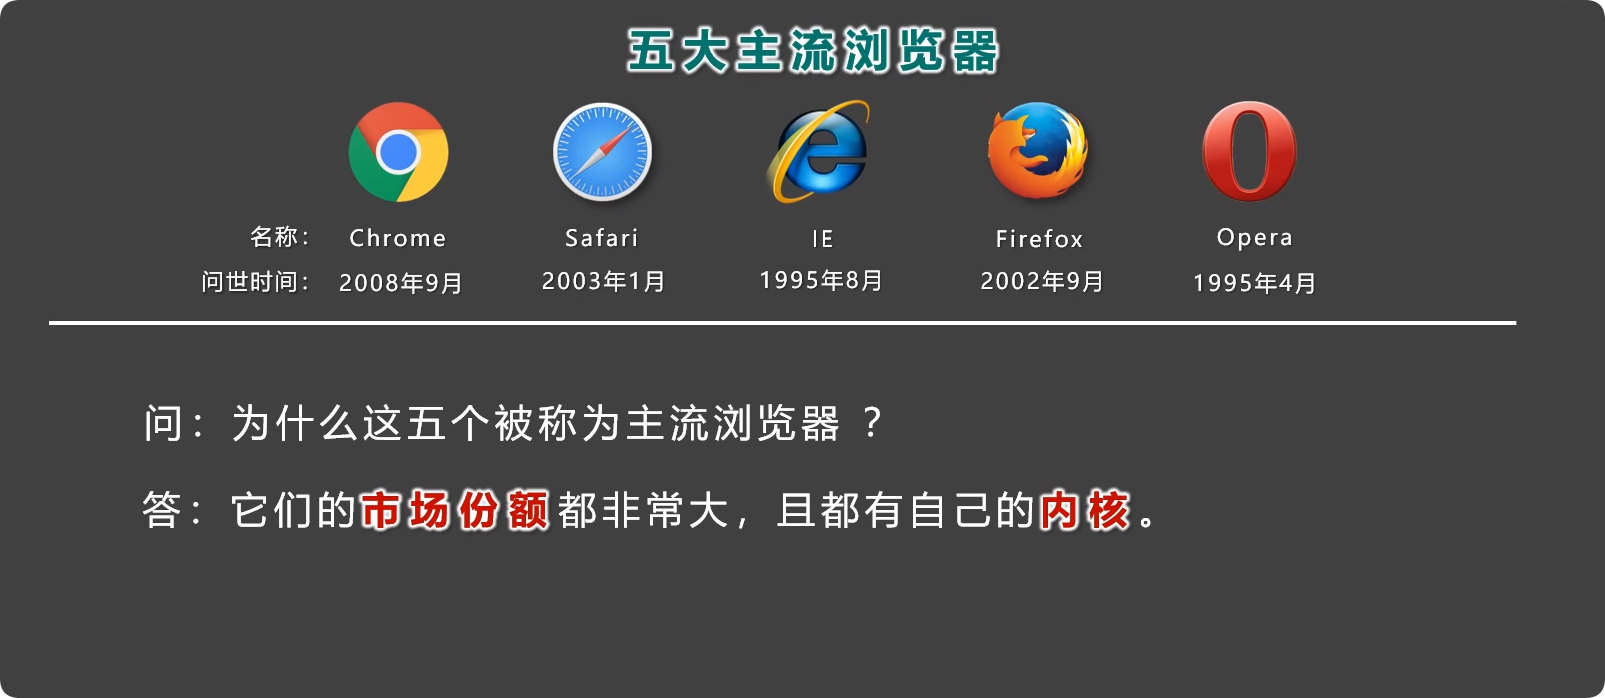 五大主流浏览器
名称： Chrome Safari IE Firefox Opera
问世时间： 2008年9月 2003年1月 1995年8月 2002年9月 1995年4月
问：为什么这五个被称为主流浏览器 ？
答：它们的市场份额都非常大，且都有自己的内核。